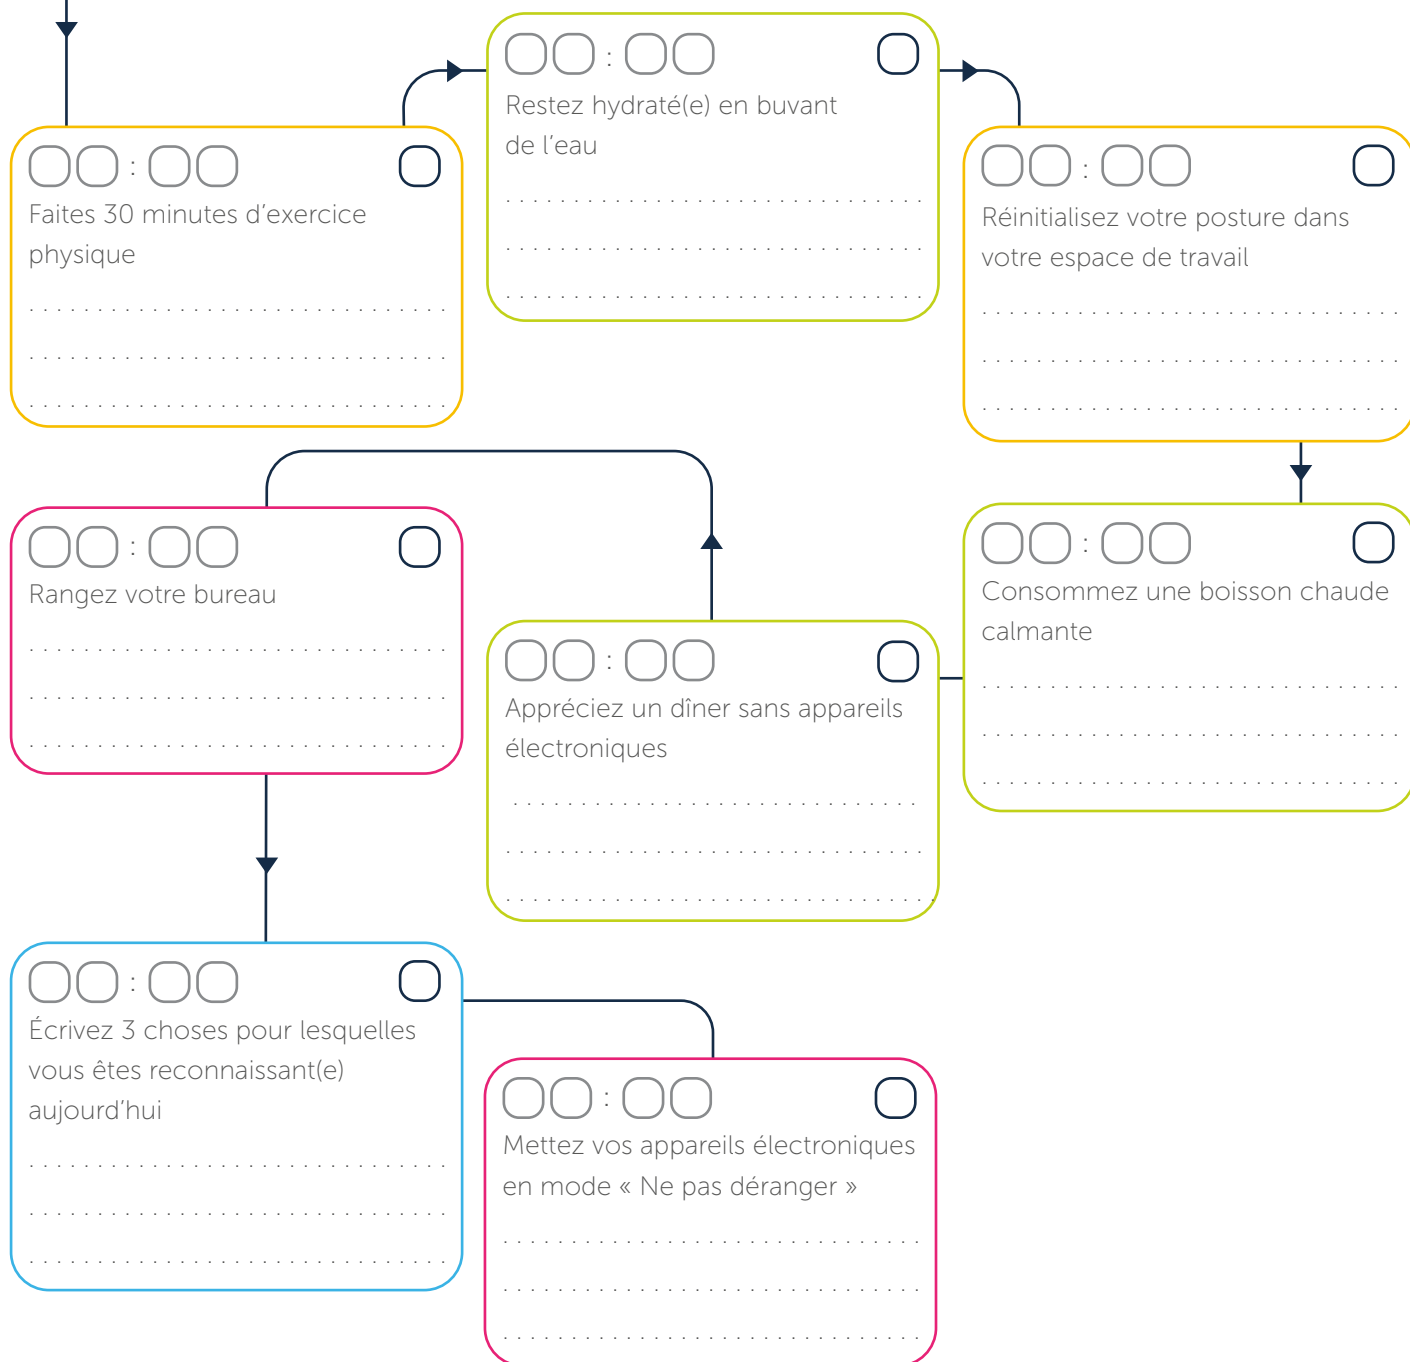 :
Restez hydraté(e) en buvant
de l'eau
:
Faites 30 minutes d'exercice
physique
:
Réinitialisez votre posture dans
votre espace de travail
:
Rangez votre bureau
:
Consommez une boisson chaude
calmante
:
Appréciez un dîner sans appareils
électroniques
:
Écrivez 3 choses pour lesquelles
vous êtes reconnaissant(e)
aujourd'hui
:
Mettez vos appareils électroniques
en mode « Ne pas déranger »